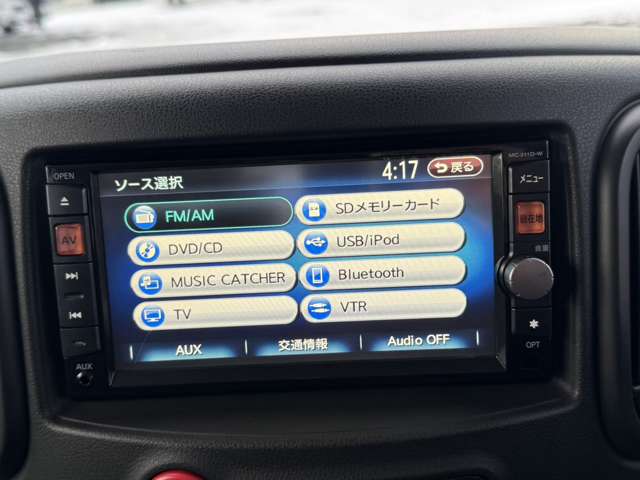 OPEN
MC-311D-W
ソース選択
4:17
戻る
メニュー
FM/AM
SDメモリーカード
AV
現在地
DVD/CD
USB/iPod
音量
MUSIC CATCHER
Bluetooth
TV
VTR
AUX
交通情報
Audio OFF
AUX
OPT